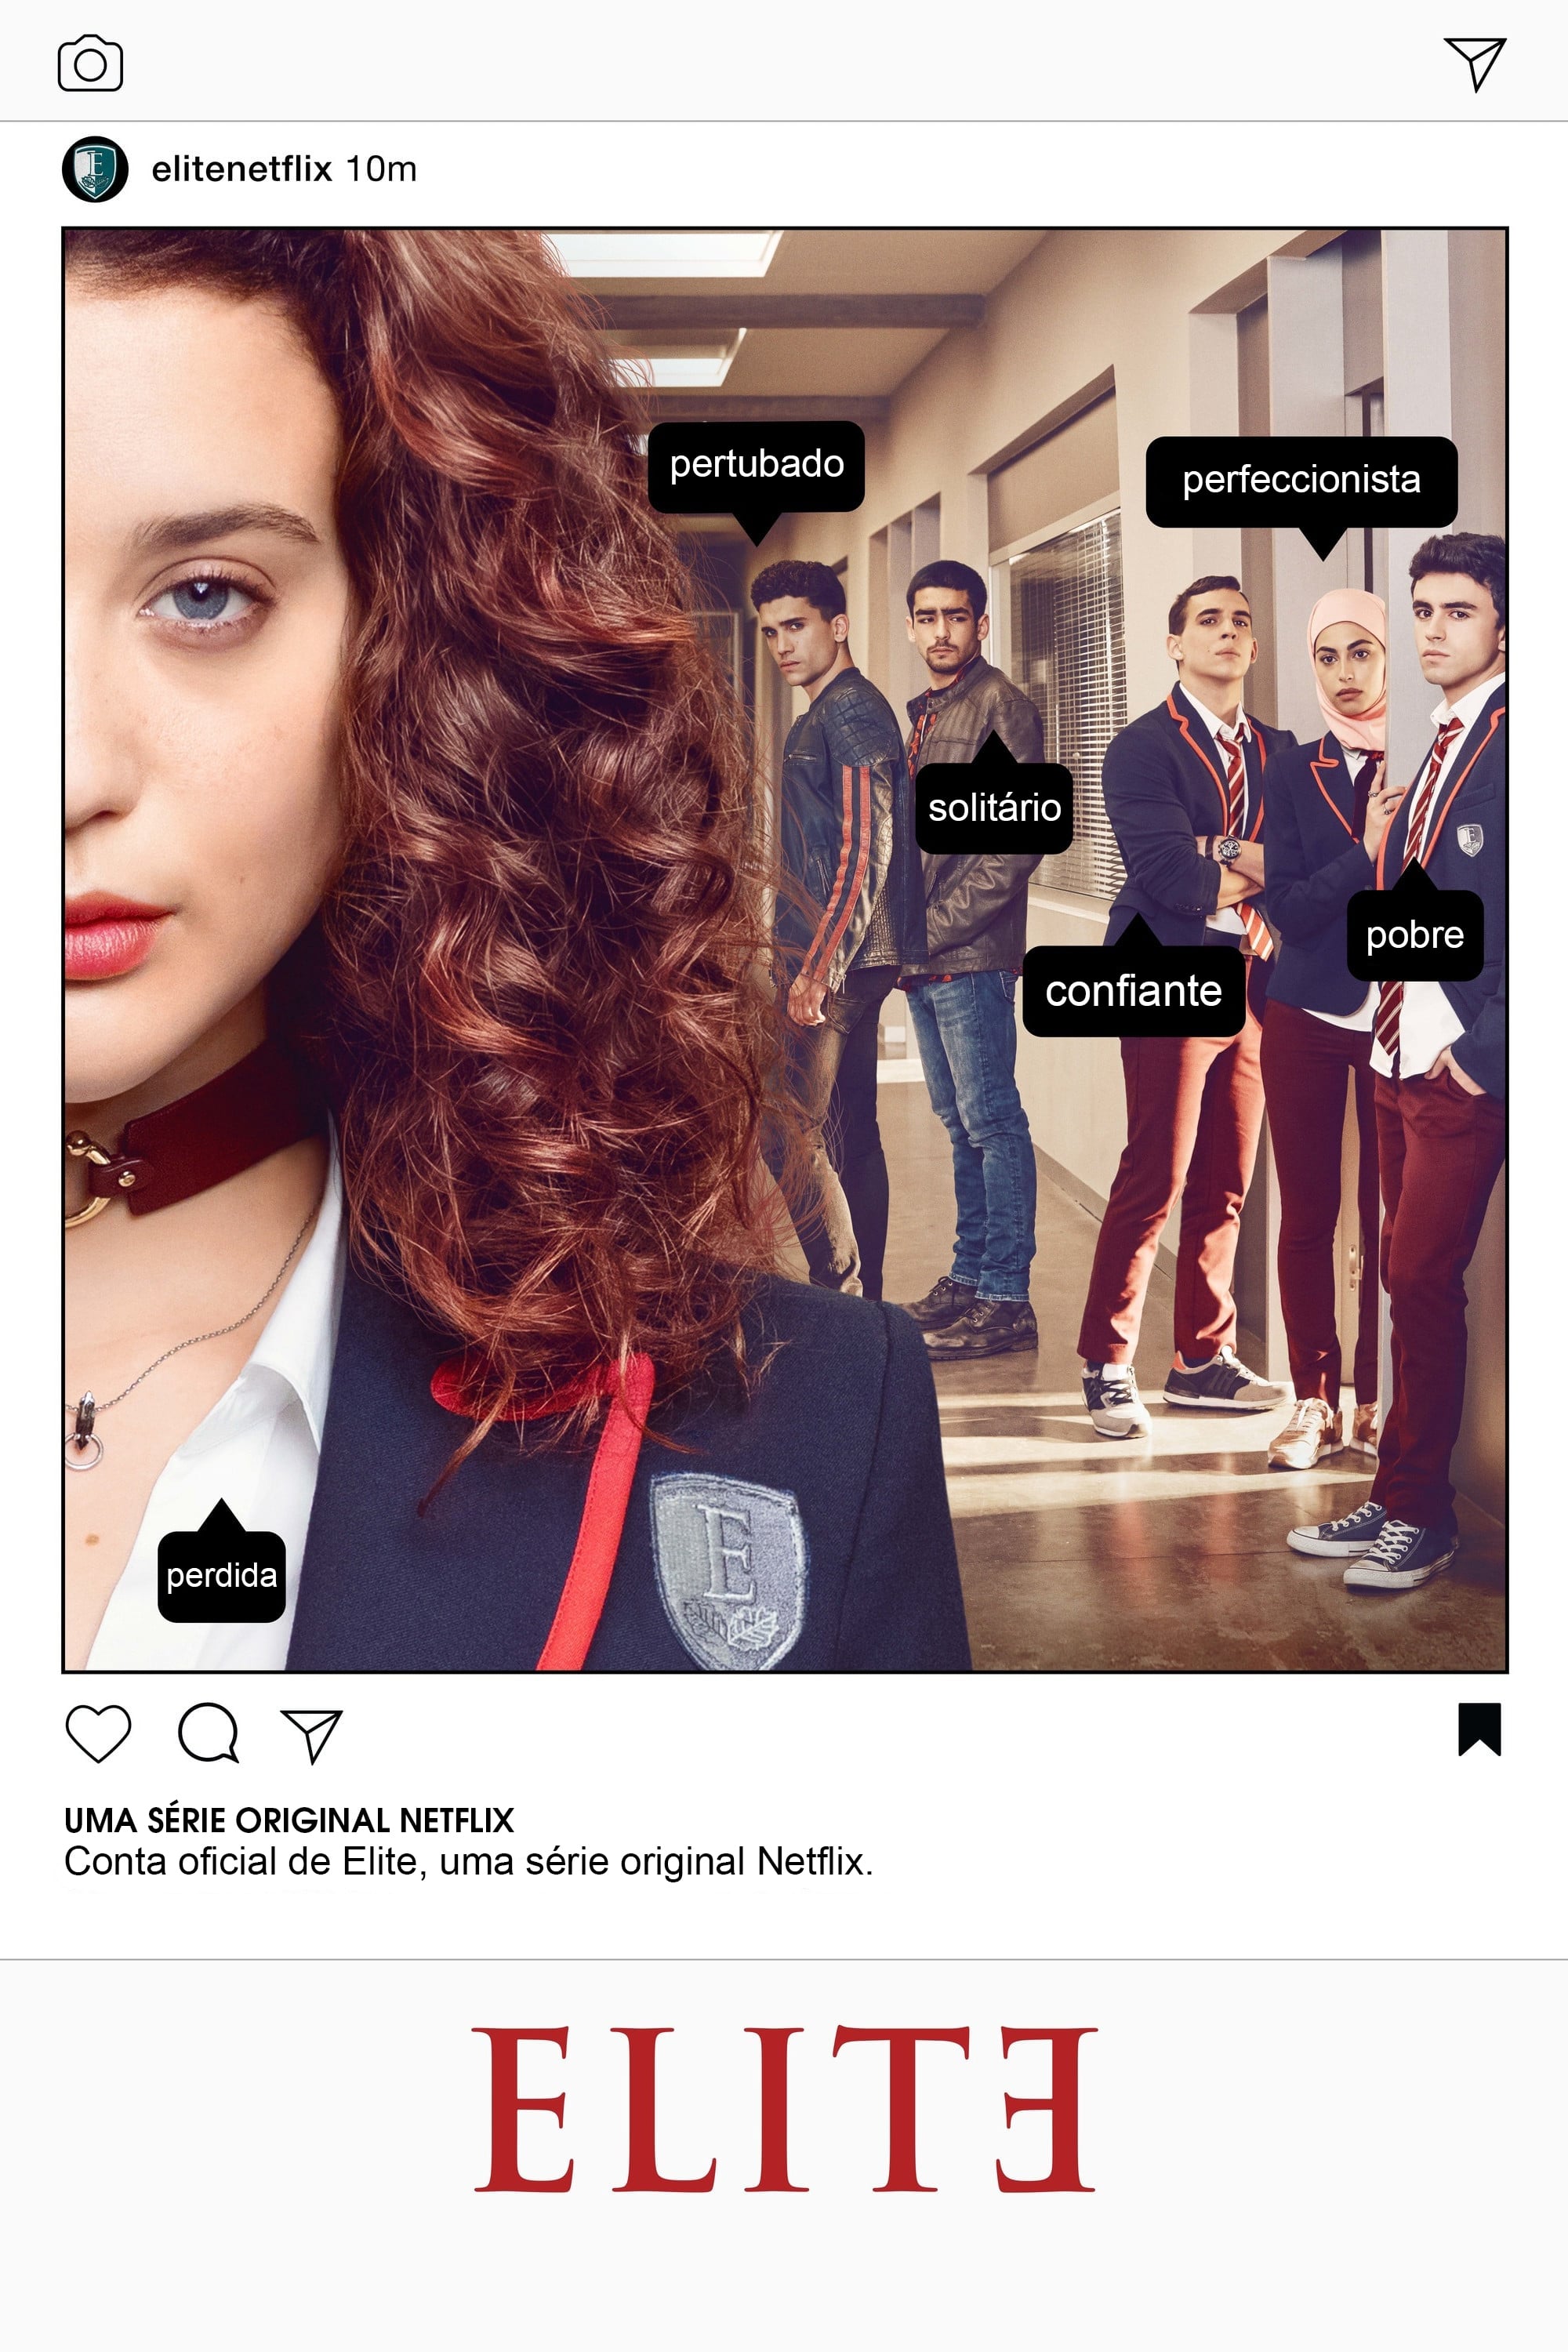 elitenetflix 10m
pertubado
perfeccionista
solitário
pobre
confiante
perdida
E
UMA SÉRIE ORIGINAL NETFLIX
Conta oficial de Elite, uma série original Netflix.
ELITE